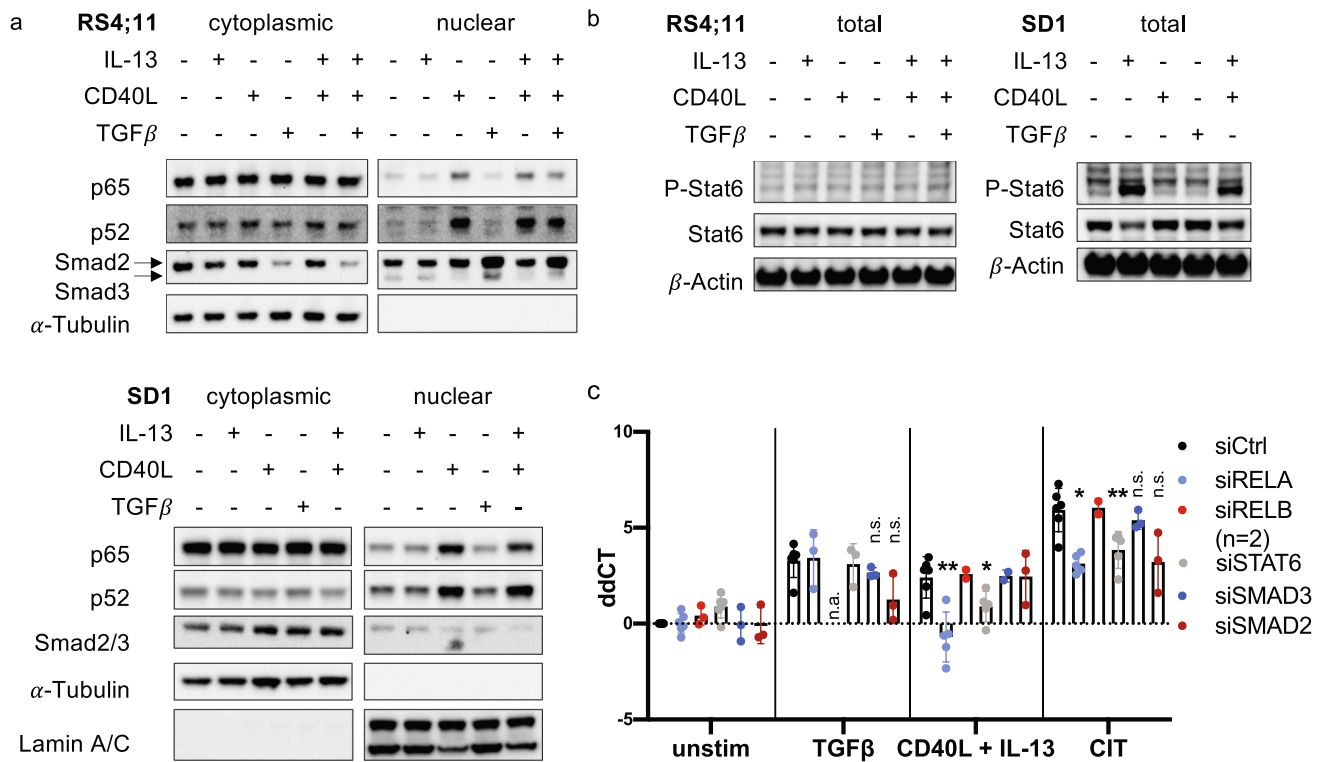 a
RS4;11 cytoplasmic nuclear
IL-13 - + - - + + - + - - + +
CD40L - - + - + + - - + - + +
TGFβ - - - + - + - - - + - +
p65
p52
Smad2
Smad3
α-Tubulin
SD1 cytoplasmic nuclear
IL-13 - + - - + - + - - +
CD40L - - + - + - - + - +
TGFβ - - - + - - - - + -
p65
p52
Smad2/3
α-Tubulin
Lamin A/C
b
RS4;11 total
IL-13 - + - - + +
CD40L - - + - + +
TGFβ - - - + - +
P-Stat6
Stat6
β-Actin
SD1 total
IL-13 - + - - +
CD40L - - + - +
TGFβ - - - + -
P-Stat6
Stat6
β-Actin
c
ddCT
10
5
0
-5
n.a.
n.s.
n.s.
**
*
*
**
n.s.
n.s.
unstim TGFβ CD40L + IL-13 CIT
siCtrl
siRELA
siRELB
(n=2)
siSTAT6
siSMAD3
siSMAD2